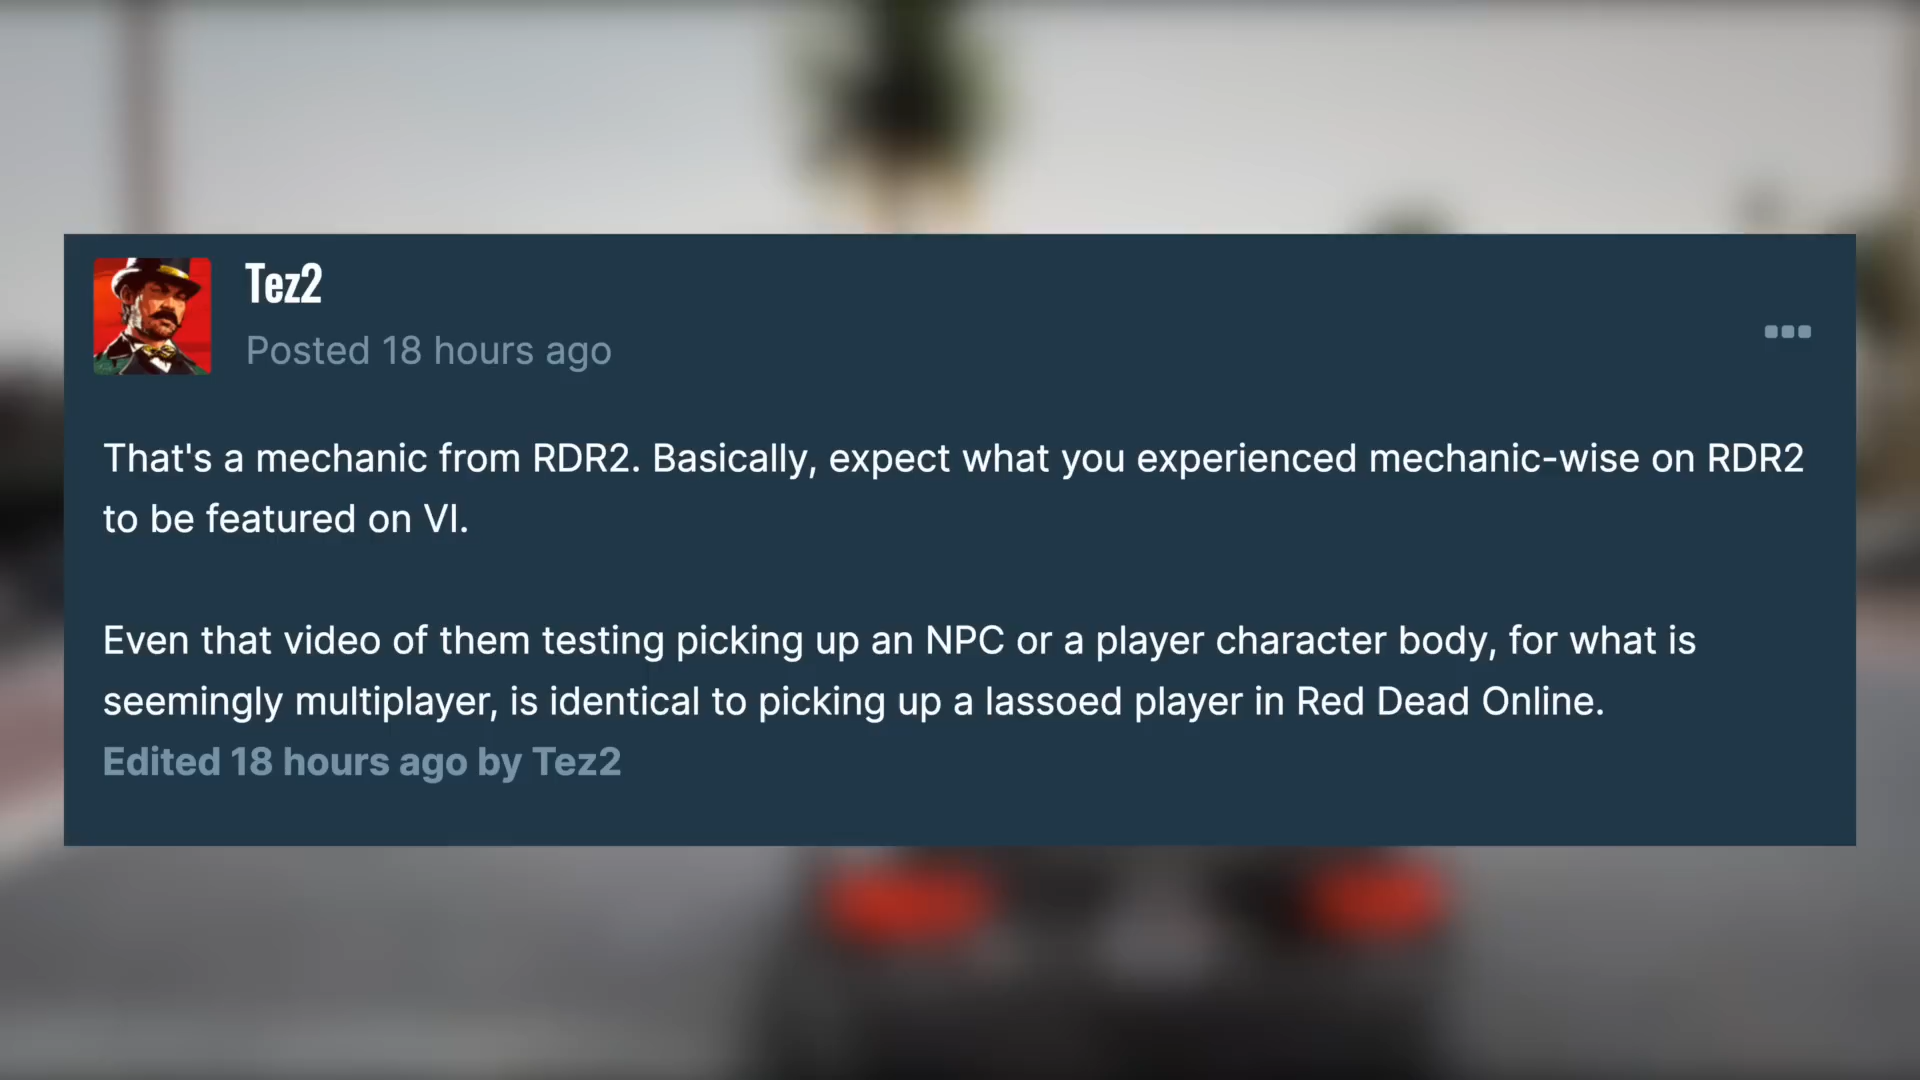 Tez2
Posted 18 hours ago
That's a mechanic from RDR2. Basically, expect what you experienced mechanic-wise on RDR2
to be featured on VI.
Even that video of them testing picking up an NPC or a player character body, for what is
seemingly multiplayer, is identical to picking up a lassoed player in Red Dead Online.
Edited 18 hours ago by Tez2